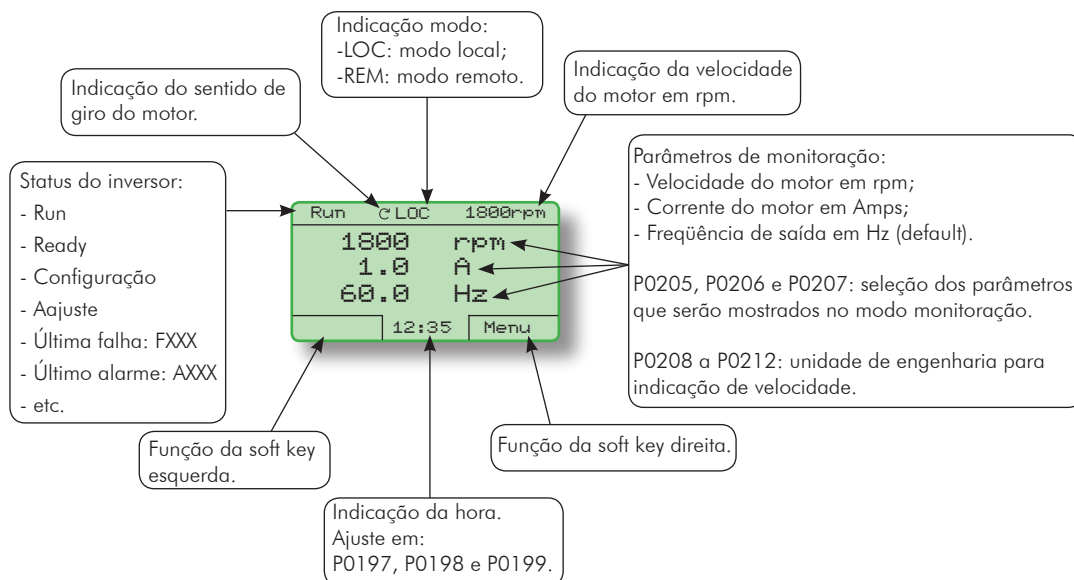 Indicação modo:
-LOC: modo local;
-REM: modo remoto.
Indicação do sentido de
giro do motor.
Indicação da velocidade
do motor em rpm.
Status do inversor:
- Run
- Ready
- Configuração
- Aajuste
- Última falha: FXXX
- Último alarme: AXXX
- etc.
Run LOC 1800rpm
1800 rpm
1.0 A
60.0 Hz
12:35 Menu
Parâmetros de monitoração:
- Velocidade do motor em rpm;
- Corrente do motor em Amps;
- Freqüência de saída em Hz (default).
P0205, P0206 e P0207: seleção dos parâmetros
que serão mostrados no modo monitoração.
P0208 a P0212: unidade de engenharia para
indicação de velocidade.
Função da soft key
esquerda.
Função da soft key direita.
Indicação da hora.
Ajuste em:
P0197, P0198 e P0199.